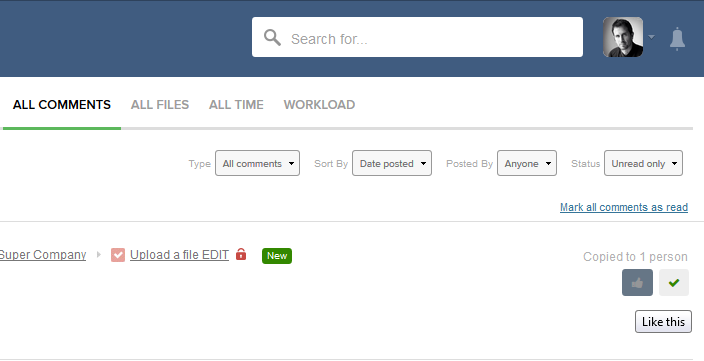 Search for...
ALL COMMENTS ALL FILES ALL TIME WORKLOAD
Type All comments Sort By Date posted Posted By Anyone Status Unread only
Mark all comments as read
Super Company Upload a file EDIT New Copied to 1 person
Like this